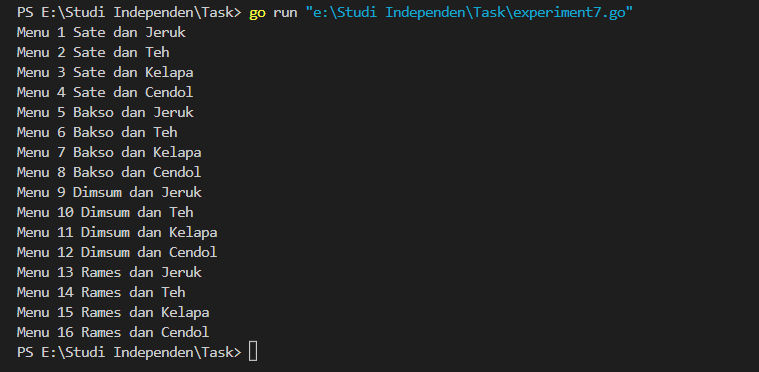 PS E:\Studi Independen\Task> go run "e:\Studi Independen\Task\experiment7.go"
Menu 1 Sate dan Jeruk
Menu 2 Sate dan Teh
Menu 3 Sate dan Kelapa
Menu 4 Sate dan Cendol
Menu 5 Bakso dan Jeruk
Menu 6 Bakso dan Teh
Menu 7 Bakso dan Kelapa
Menu 8 Bakso dan Cendol
Menu 9 Dimsum dan Jeruk
Menu 10 Dimsum dan Teh
Menu 11 Dimsum dan Kelapa
Menu 12 Dimsum dan Cendol
Menu 13 Rames dan Jeruk
Menu 14 Rames dan Teh
Menu 15 Rames dan Kelapa
Menu 16 Rames dan Cendol
PS E:\Studi Independen\Task>